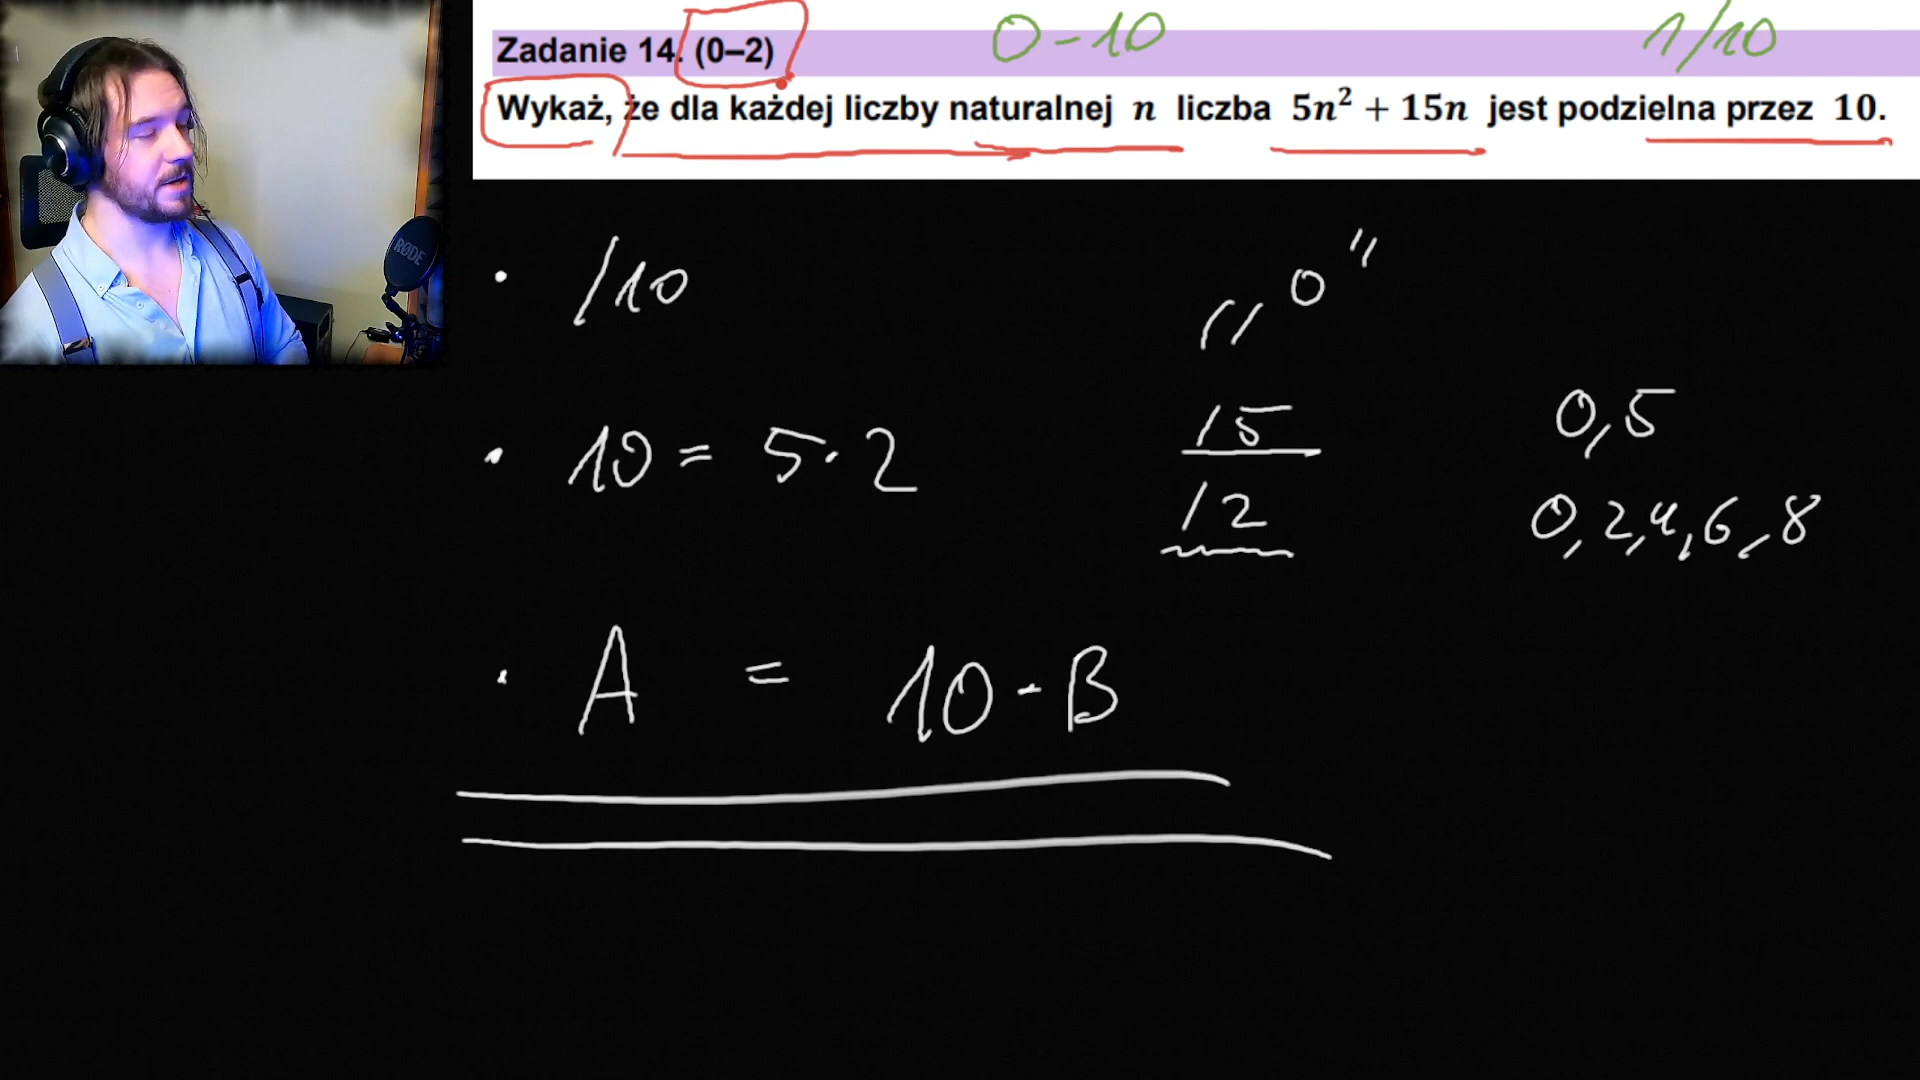 0-10 1/10
Zadanie 14. (0–2)
Wykaż, że dla każdej liczby naturalnej n liczba 5n² + 15n jest podzielna przez 10.
RØDE
• /10 „0"
• 10 = 5·2 /5 0,5
/2 0,2,4,6,8
• A = 10·B